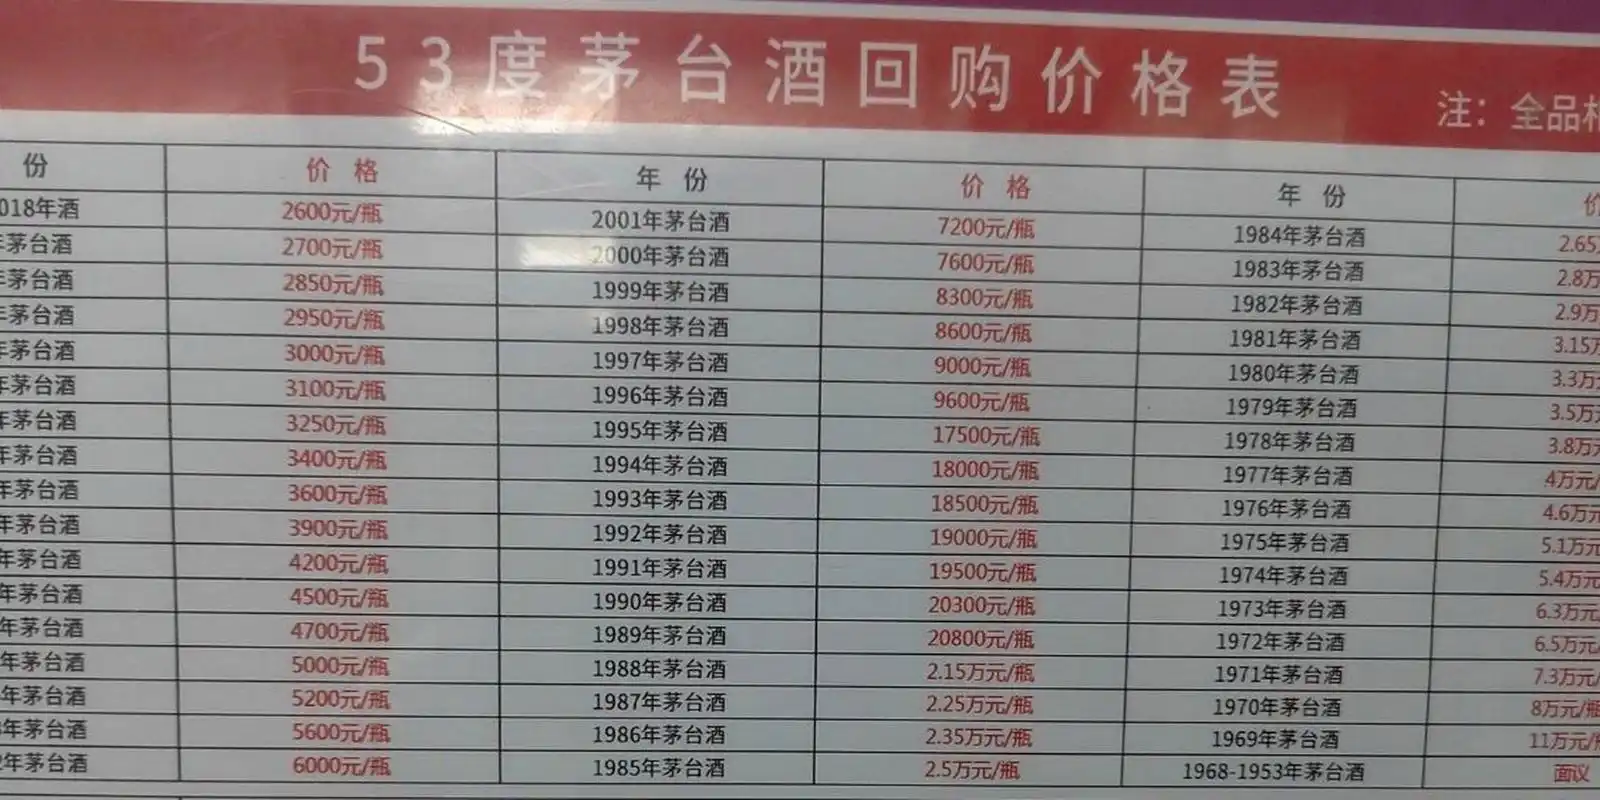 53度茅台酒回购价格表
注：全品相
份 价格 年份 价格 年份 价
018年酒 2600元/瓶 2001年茅台酒 7200元/瓶 1984年茅台酒 2.65
年茅台酒 2700元/瓶 2000年茅台酒 7600元/瓶 1983年茅台酒 2.8万
年茅台酒 2850元/瓶 1999年茅台酒 8300元/瓶 1982年茅台酒 2.9万
年茅台酒 2950元/瓶 1998年茅台酒 8600元/瓶 1981年茅台酒 3.15万
年茅台酒 3000元/瓶 1997年茅台酒 9000元/瓶 1980年茅台酒 3.3万
年茅台酒 3100元/瓶 1996年茅台酒 9600元/瓶 1979年茅台酒 3.5万元
年茅台酒 3250元/瓶 1995年茅台酒 17500元/瓶 1978年茅台酒 3.8万元
年茅台酒 3400元/瓶 1994年茅台酒 18000元/瓶 1977年茅台酒 4万元/
年茅台酒 3600元/瓶 1993年茅台酒 18500元/瓶 1976年茅台酒 4.6万元
年茅台酒 3900元/瓶 1992年茅台酒 19000元/瓶 1975年茅台酒 5.1万元
年茅台酒 4200元/瓶 1991年茅台酒 19500元/瓶 1974年茅台酒 5.4万元
年茅台酒 4500元/瓶 1990年茅台酒 20300元/瓶 1973年茅台酒 6.3万元/
年茅台酒 4700元/瓶 1989年茅台酒 20800元/瓶 1972年茅台酒 6.5万元/
年茅台酒 5000元/瓶 1988年茅台酒 2.15万元/瓶 1971年茅台酒 7.3万元/
年茅台酒 5200元/瓶 1987年茅台酒 2.25万元/瓶 1970年茅台酒 8万元/瓶
3年茅台酒 5600元/瓶 1986年茅台酒 2.35万元/瓶 1969年茅台酒 11万元/
2年茅台酒 6000元/瓶 1985年茅台酒 2.5万元/瓶 1968-1953年茅台酒 面议